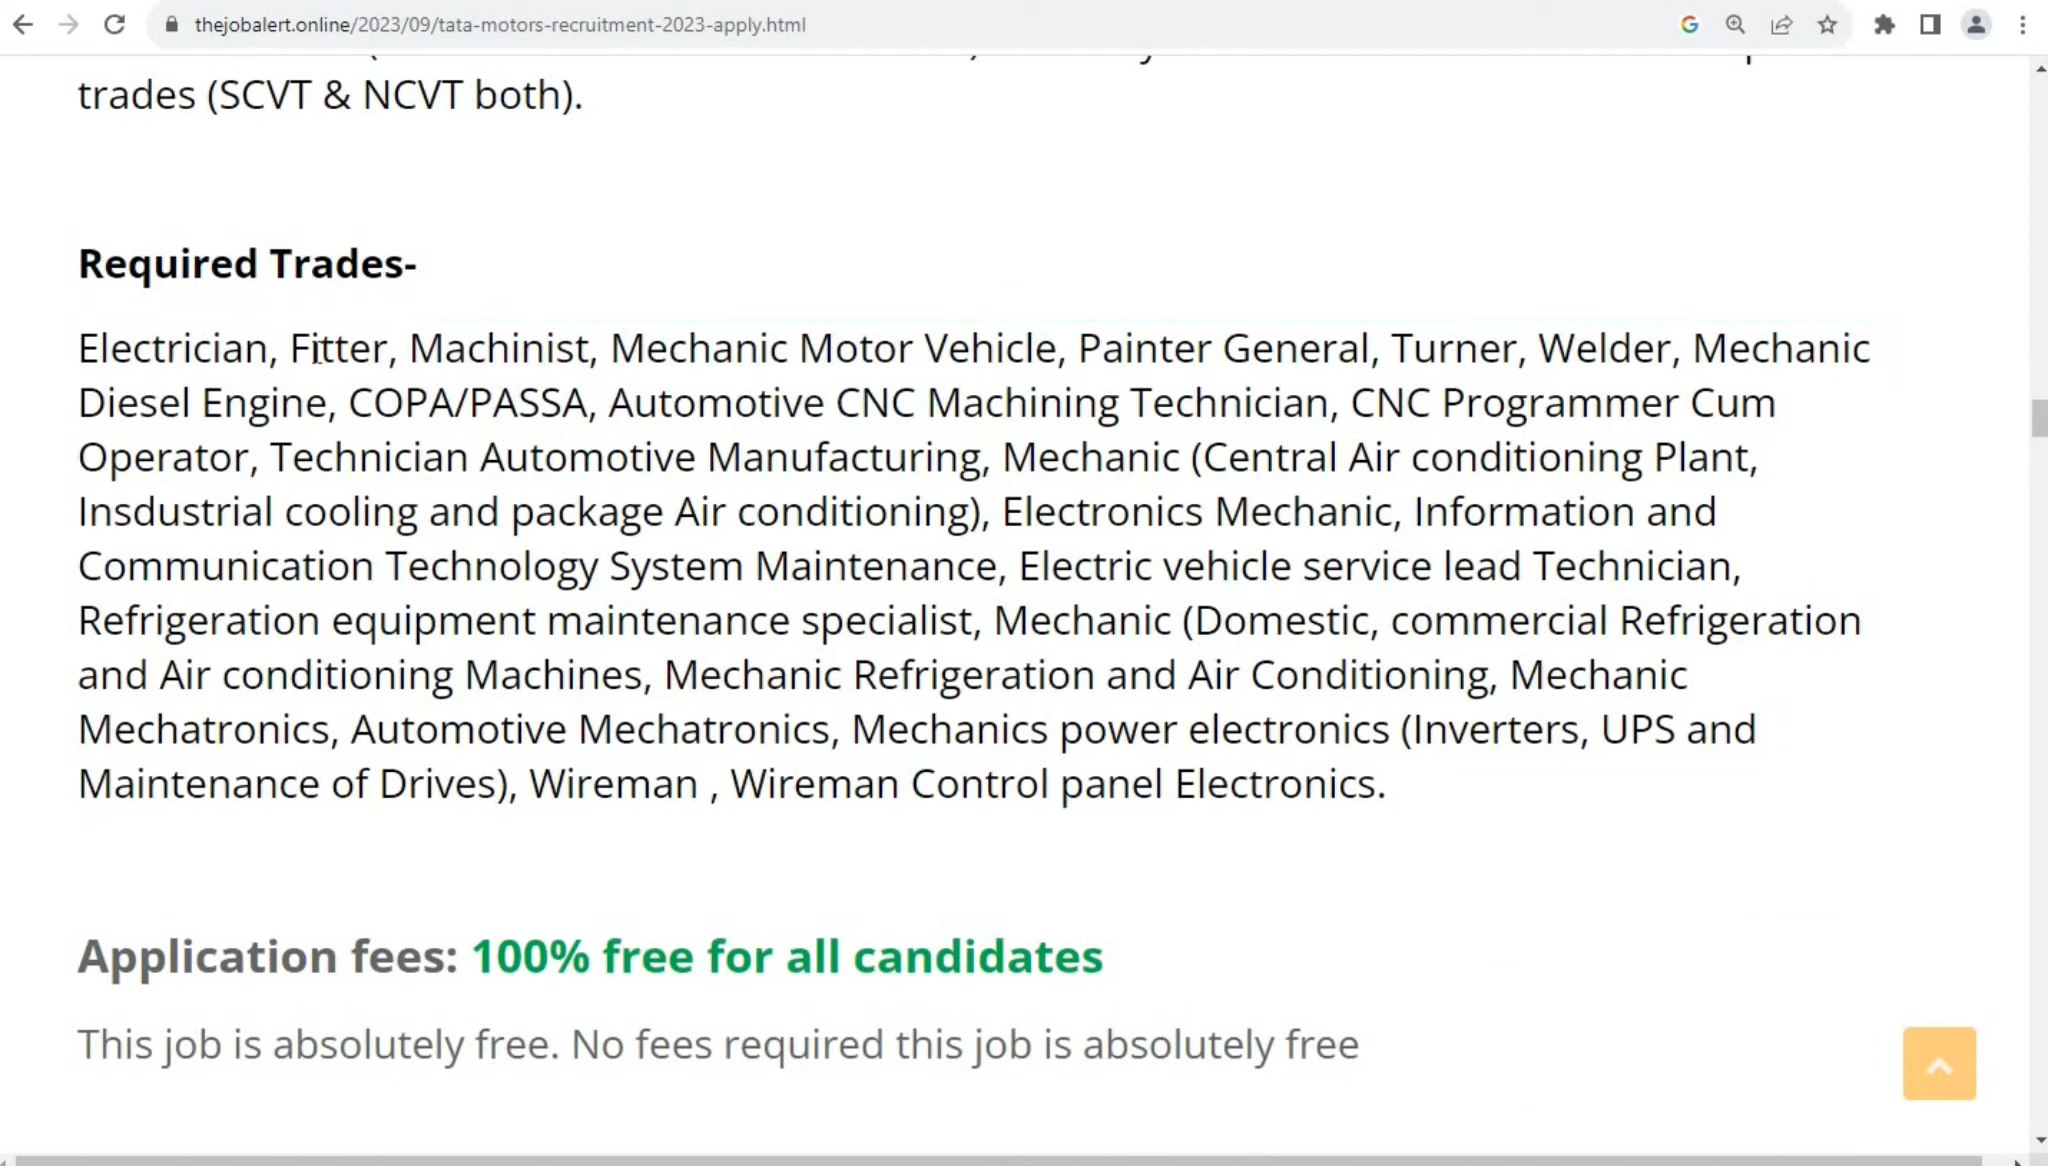 thejobalert.online/2023/09/tata-motors-recruitment-2023-apply.html
trades (SCVT & NCVT both).
Required Trades-
Electrician, Fitter, Machinist, Mechanic Motor Vehicle, Painter General, Turner, Welder, Mechanic
Diesel Engine, COPA/PASSA, Automotive CNC Machining Technician, CNC Programmer Cum
Operator, Technician Automotive Manufacturing, Mechanic (Central Air conditioning Plant,
Insdustrial cooling and package Air conditioning), Electronics Mechanic, Information and
Communication Technology System Maintenance, Electric vehicle service lead Technician,
Refrigeration equipment maintenance specialist, Mechanic (Domestic, commercial Refrigeration
and Air conditioning Machines, Mechanic Refrigeration and Air Conditioning, Mechanic
Mechatronics, Automotive Mechatronics, Mechanics power electronics (Inverters, UPS and
Maintenance of Drives), Wireman , Wireman Control panel Electronics.
Application fees: 100% free for all candidates
This job is absolutely free. No fees required this job is absolutely free